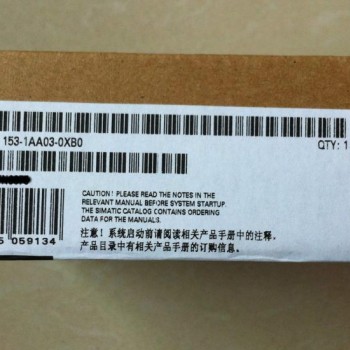 153-1AA03-0XB0
QTY: 1
CAUTION! PLEASE READ THE NOTES IN THE
RELEVANT MANUAL BEFORE SYSTEM STARTUP.
THE SIMATIC CATALOG CONTAINS ORDERING
DATA FOR THE MANUALS.
5 059134
注意！系统启动前请阅读相关产品手册中的注释。
产品目录中有相关产品手册的订购信息。